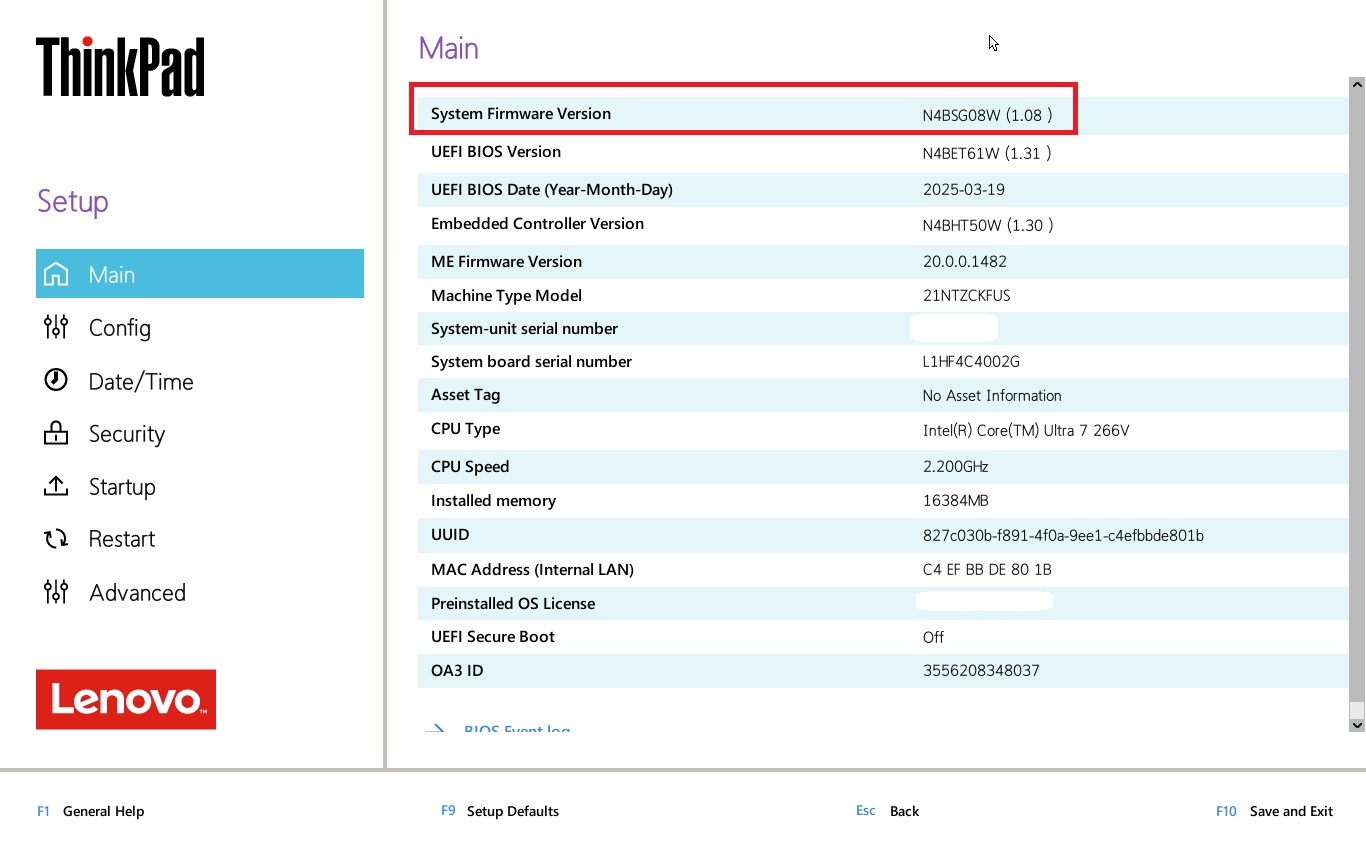 ThinkPad
Setup
Main
Config
Date/Time
Security
Startup
Restart
Advanced
Lenovo™
Main
System Firmware Version N4BSG08W (1.08 )
UEFI BIOS Version N4BET61W (1.31 )
UEFI BIOS Date (Year-Month-Day) 2025-03-19
Embedded Controller Version N4BHT50W (1.30 )
ME Firmware Version 20.0.0.1482
Machine Type Model 21NTZCKFUS
System-unit serial number
System board serial number L1HF4C4002G
Asset Tag No Asset Information
CPU Type Intel(R) Core(TM) Ultra 7 266V
CPU Speed 2.200GHz
Installed memory 16384MB
UUID 827c030b-f891-4f0a-9ee1-c4efbbde801b
MAC Address (Internal LAN) C4 EF BB DE 80 1B
Preinstalled OS License
UEFI Secure Boot Off
OA3 ID 3556208348037
BIOS Event log
F1 General Help F9 Setup Defaults Esc Back F10 Save and Exit